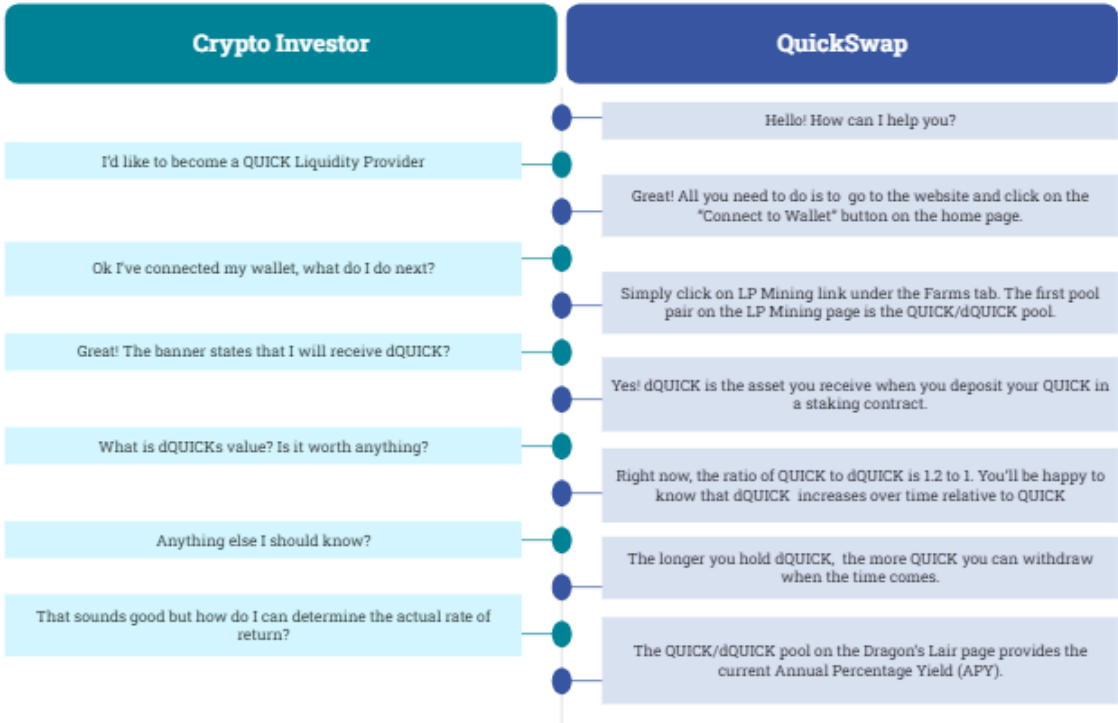 Crypto Investor
QuickSwap
Hello! How can I help you?
I'd like to become a QUICK Liquidity Provider
Great! All you need to do is to go to the website and click on the
"Connect to Wallet" button on the home page.
Ok I've connected my wallet, what do I do next?
Simply click on LP Mining link under the Farms tab. The first pool
pair on the LP Mining page is the QUICK/dQUICK pool.
Great! The banner states that I will receive dQUICK?
Yes! dQUICK is the asset you receive when you deposit your QUICK in
a staking contract.
What is dQUICKs value? Is it worth anything?
Right now, the ratio of QUICK to dQUICK is 1.2 to 1. You'll be happy to
know that dQUICK increases over time relative to QUICK
Anything else I should know?
The longer you hold dQUICK, the more QUICK you can withdraw
when the time comes.
That sounds good but how do I can determine the actual rate of
return?
The QUICK/dQUICK pool on the Dragon's Lair page provides the
current Annual Percentage Yield (APY).